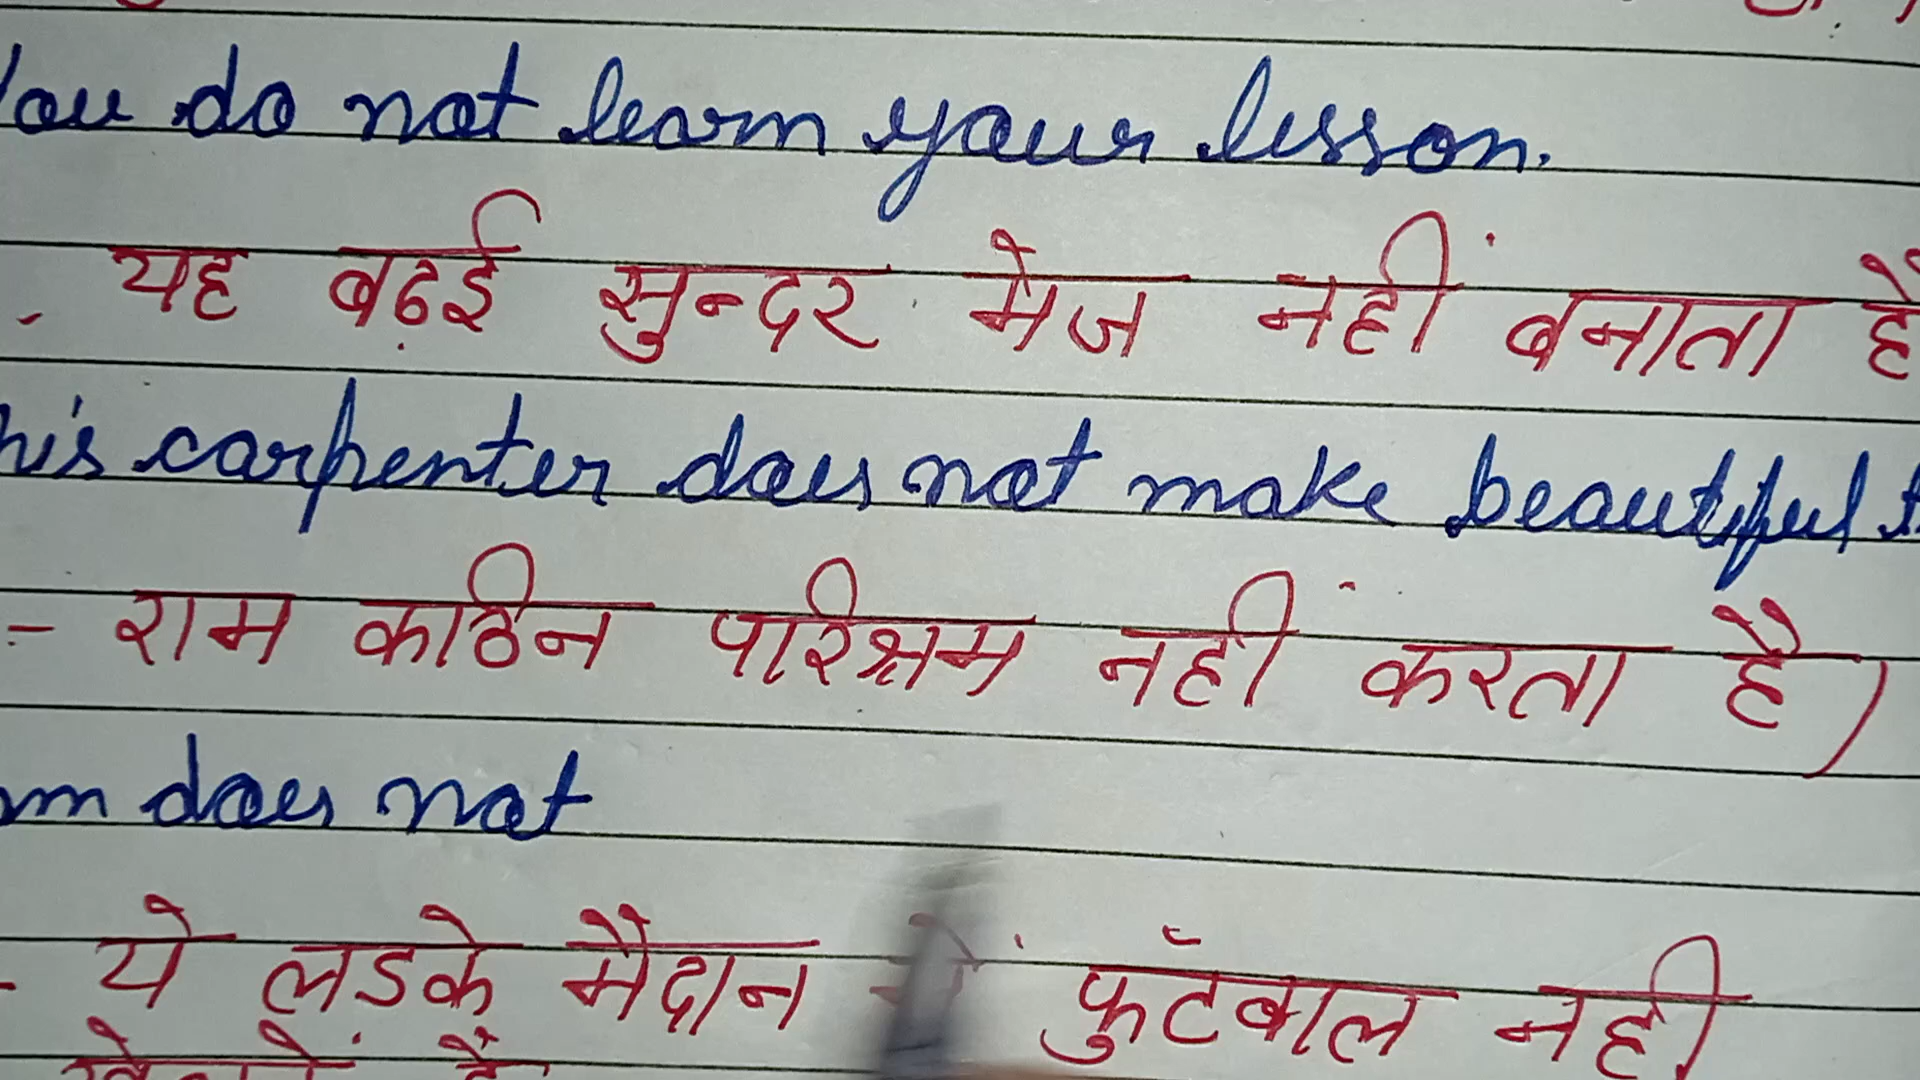 You do not learn your lesson.
यह बढ़ई सुन्दर मेज नहीं बनाता है
This carpenter does not make beautiful
- राम कठिन परिश्रम नहीं करता है।
does not
- ये लड़के मैदान में फुटबाल नही
खेलते हैं